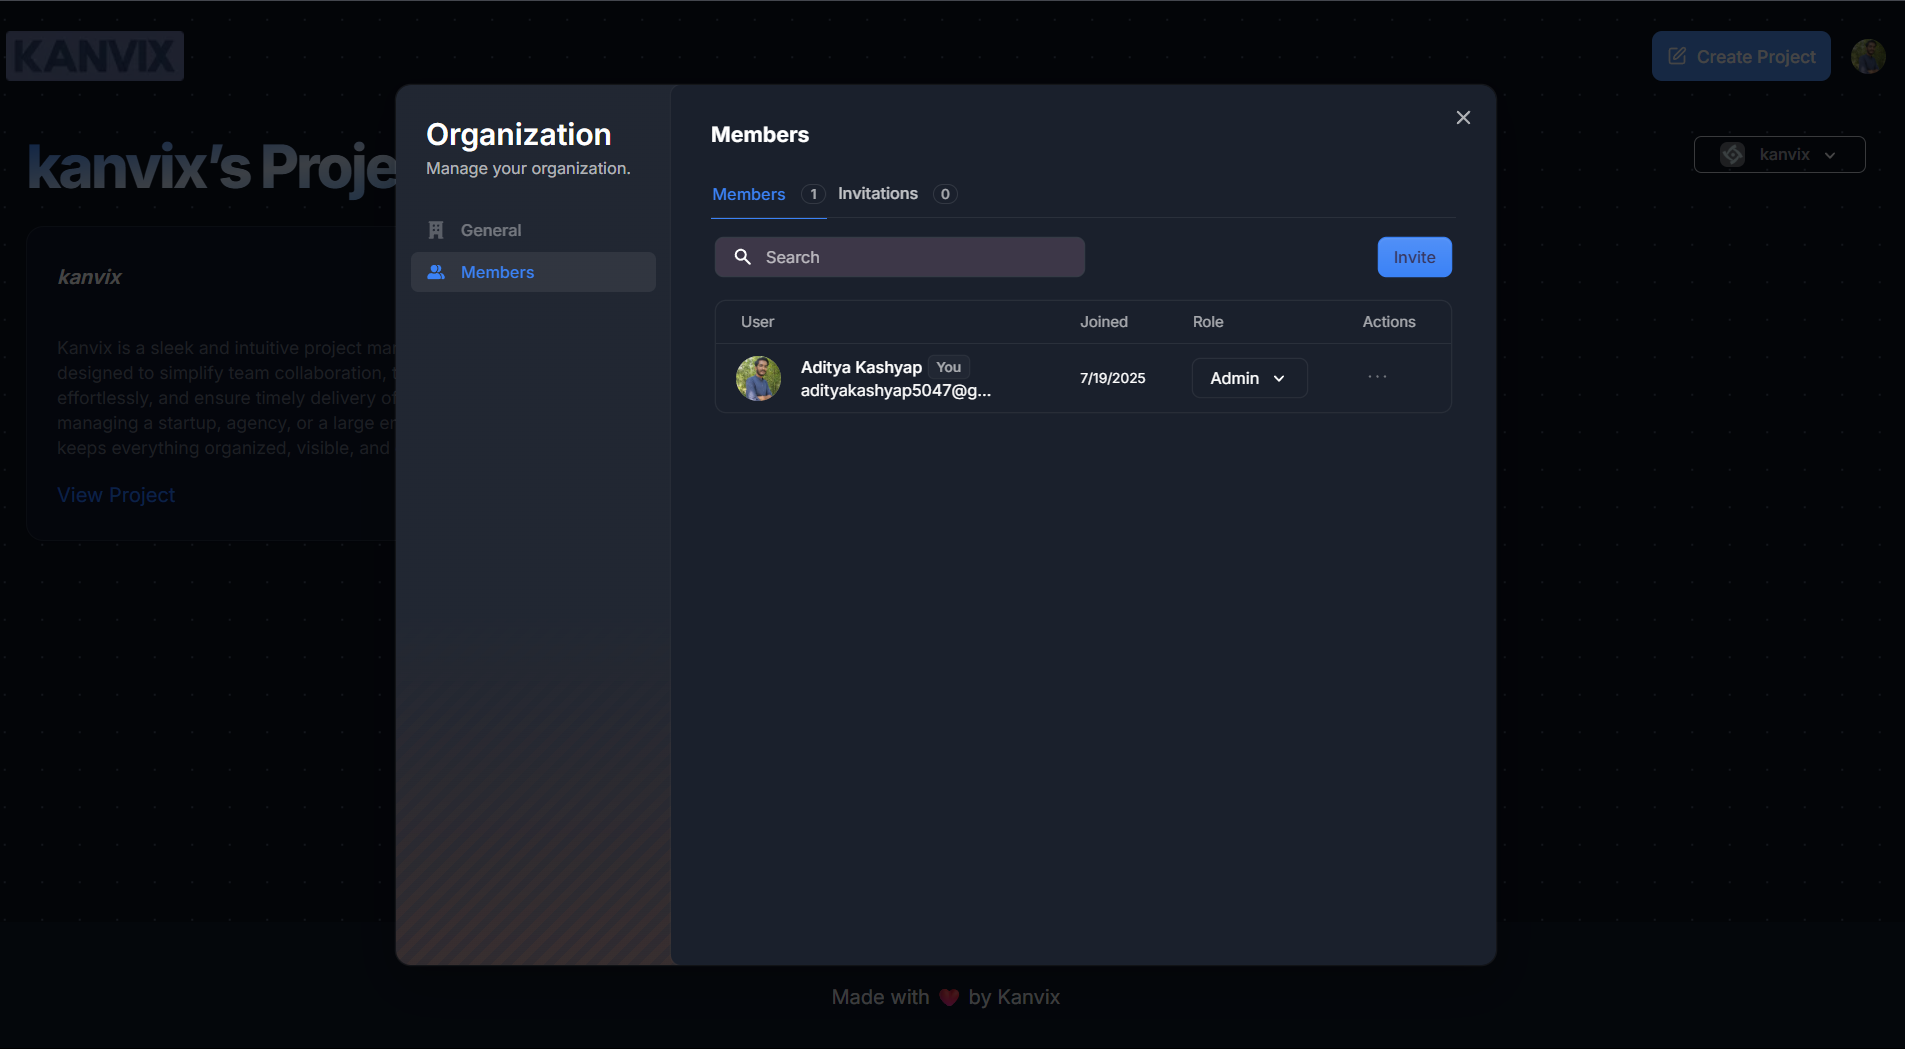 KANVIX
Create Project
kanvix's Proje
kanvix
kanvix
Kanvix is a sleek and intuitive project
designed to simplify team collaboration,
effortlessly, and ensure timely delivery
managing a startup, agency, or a large
keeps everything organized, visible, and
View Project
Organization
Manage your organization.
General
Members
Members
Members 1 Invitations 0
Search
Invite
User Joined Role Actions
Aditya Kashyap You
adityakashyap5047@g...
7/19/2025
Admin
...
Made with ❤️ by Kanvix